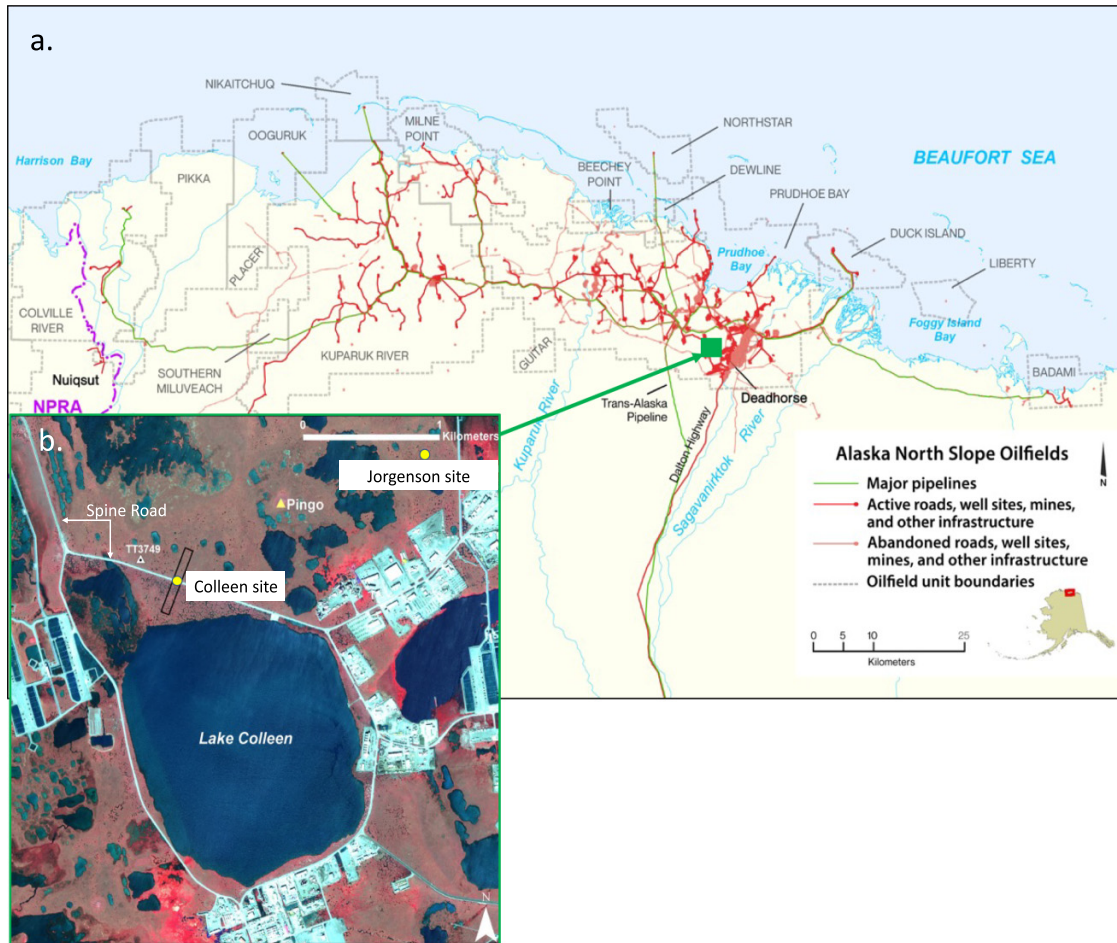 a.
NIKAITCHUQ
OOGURUK
MILNE
POINT
NORTHSTAR
Harrison Bay
PIKKA
BEECHEY
POINT
DEWLINE
BEAUFORT SEA
PRUDHOE BAY
DUCK ISLAND
Prudhoe
Bay
LIBERTY
PLACER
COLVILLE
RIVER
Foggy Island
Bay
KUPARUK RIVER
GUITAR
SOUTHERN
MILUVEACH
Nuiqsut
NPRA
BADAMI
Trans-Alaska
Pipeline
Deadhorse
Kuparuk River
Dalton Highway
Sagavanirktok
River
Alaska North Slope Oilfields
N
Major pipelines
Active roads, well sites, mines,
and other infrastructure
Abandoned roads, well sites,
mines, and other infrastructure
Oilfield unit boundaries
0 5 10 25
Kilometers
b.
0 1
Kilometers
Jorgenson site
Pingo
Spine Road
TT3749
Colleen site
Lake Colleen
N